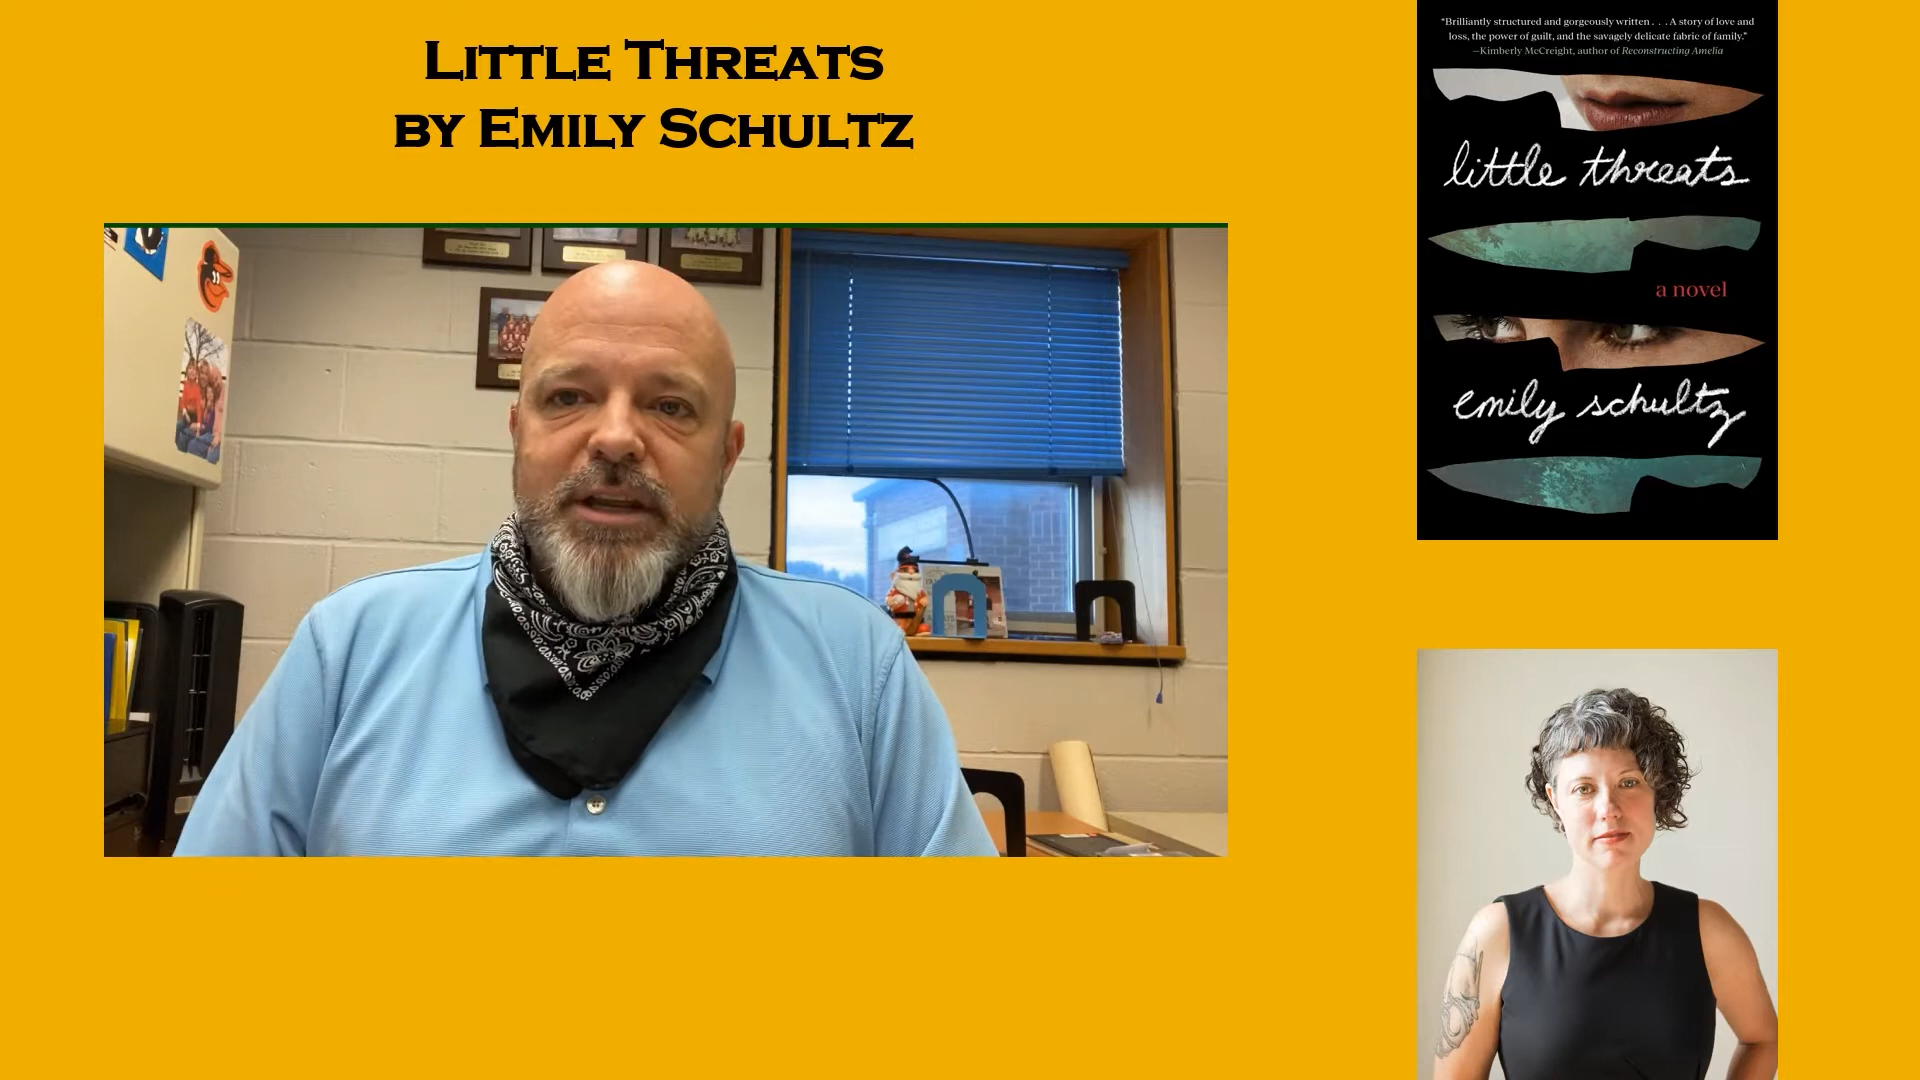 Little Threats
by Emily Schultz
"Brilliantly structured and gorgeously written . . . A story of love and
loss, the power of guilt, and the savagely delicate fabric of family."
—Kimberly McCreight, author of Reconstructing Amelia
little threats
a novel
emily schultz